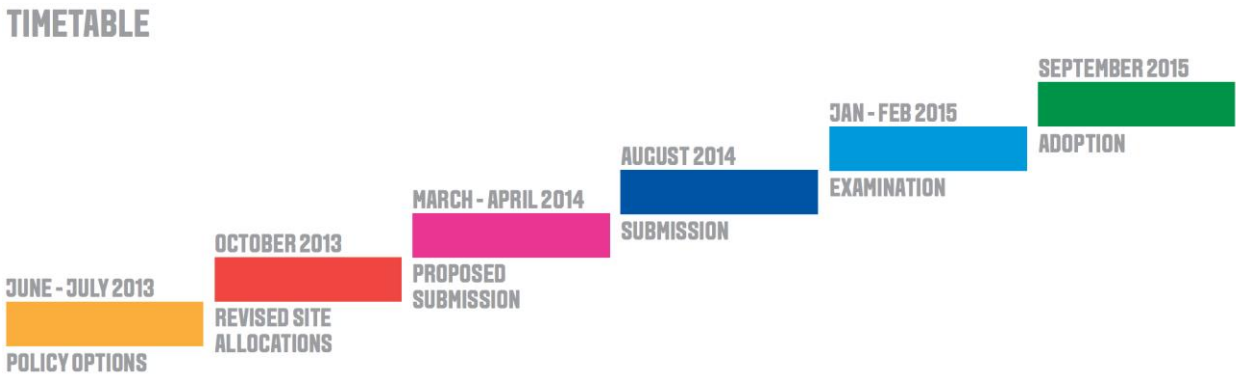 TIMETABLE
JUNE - JULY 2013
POLICY OPTIONS
OCTOBER 2013
REVISED SITE
ALLOCATIONS
MARCH - APRIL 2014
PROPOSED
SUBMISSION
AUGUST 2014
SUBMISSION
JAN - FEB 2015
EXAMINATION
SEPTEMBER 2015
ADOPTION